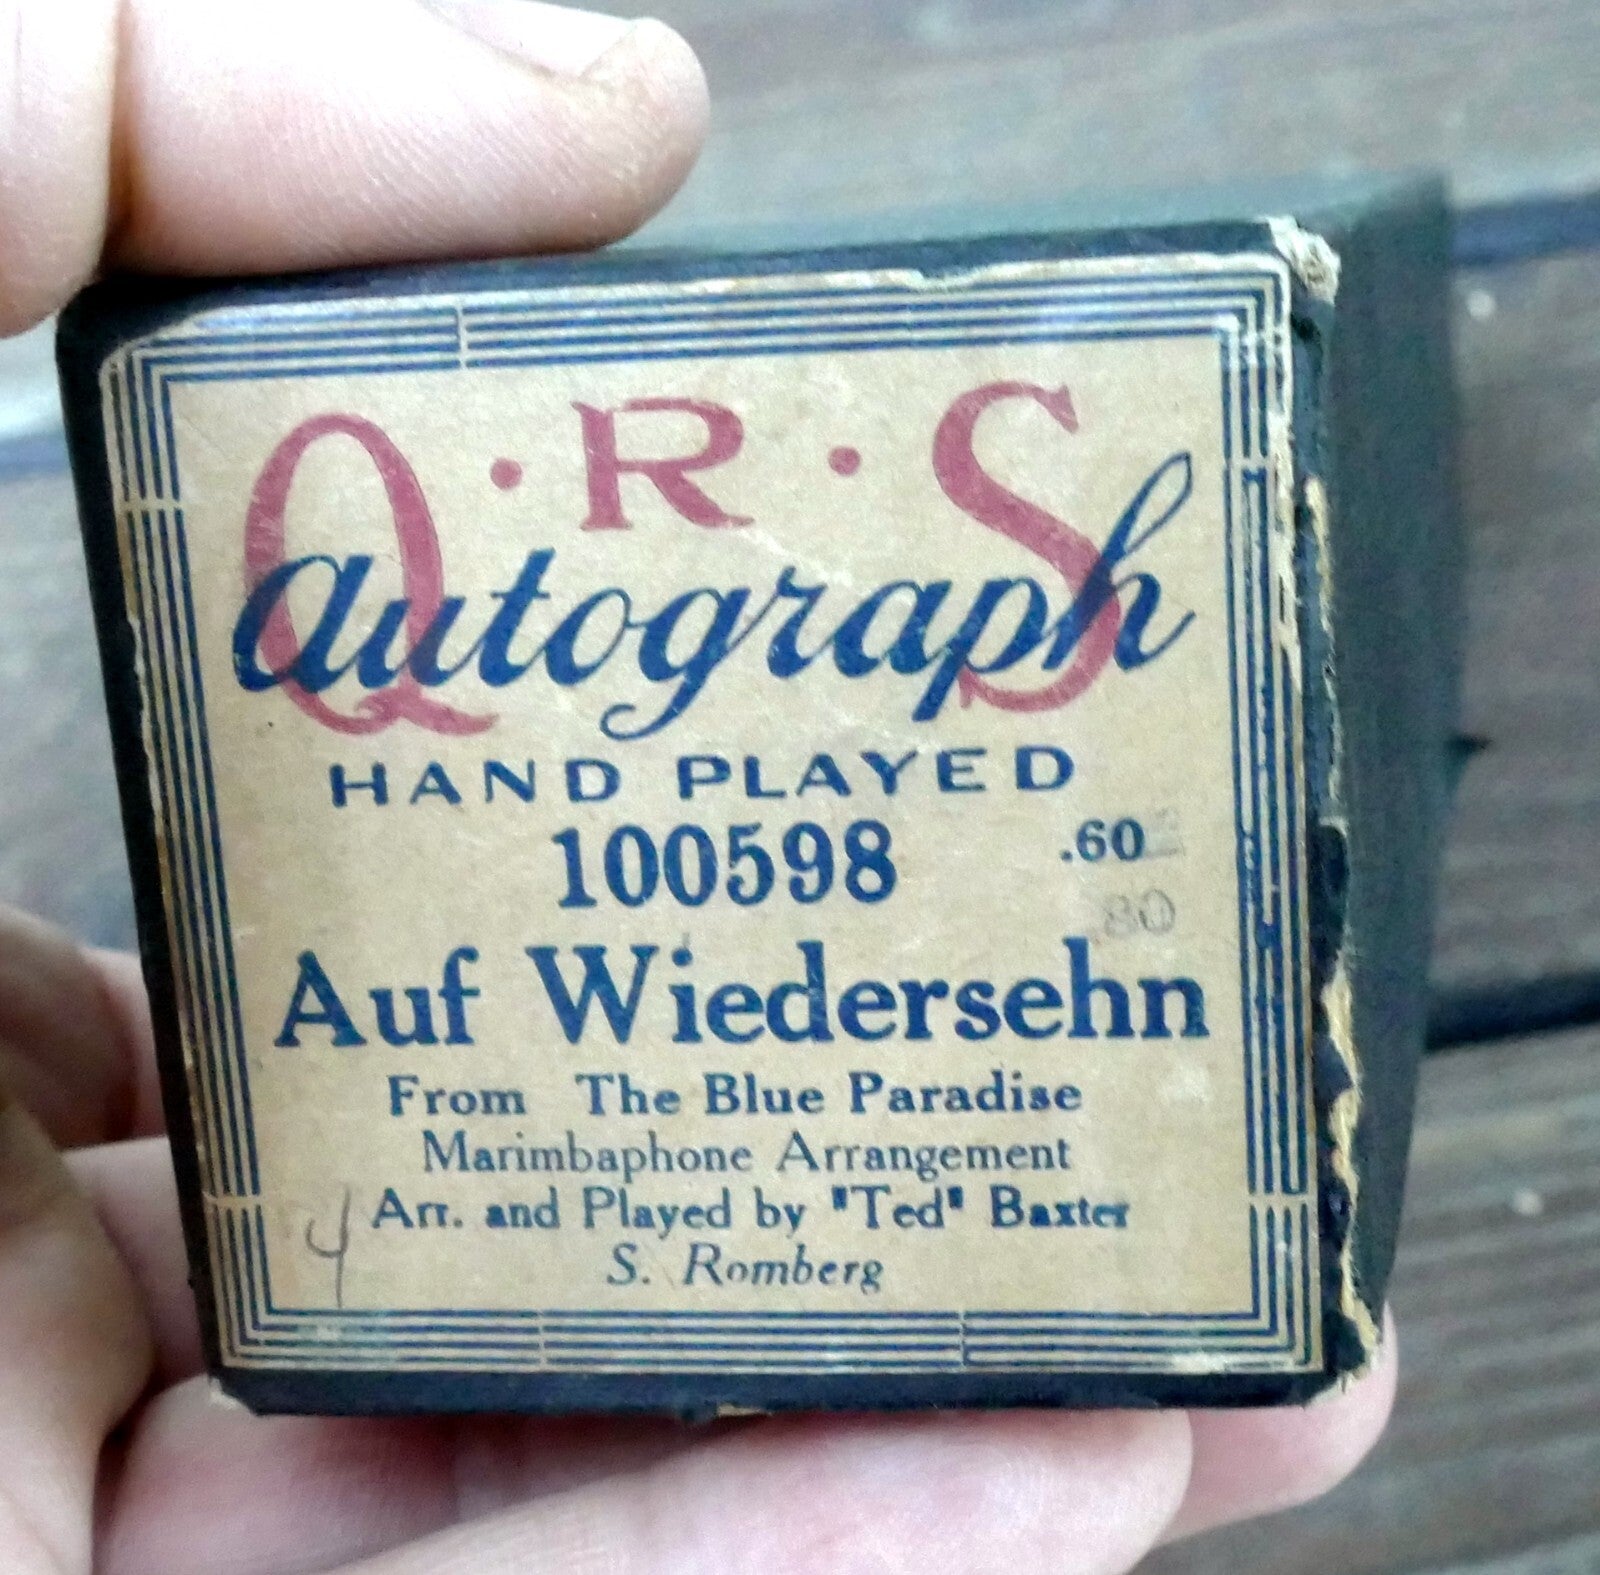 Q · R · S
Autograph
HAND PLAYED
100598 .60
80
Auf Wiedersehn
From The Blue Paradise
Marimbaphone Arrangement
Arr. and Played by "Ted" Baxter
4
S. Romberg